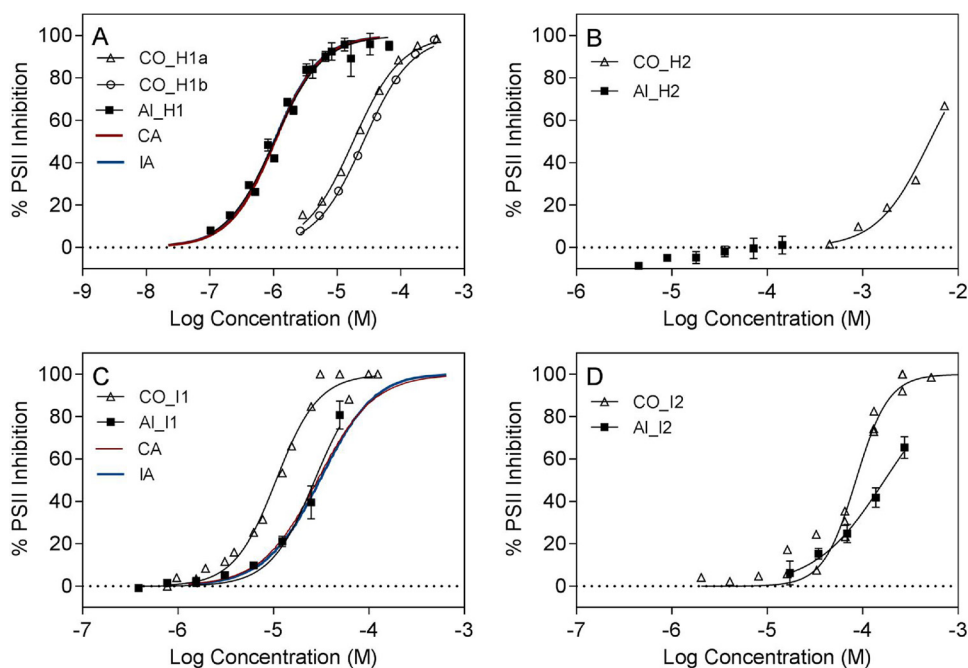 A
CO_H1a
CO_H1b
AI_H1
CA
IA
% PSII Inhibition
100
80
60
40
20
0
-9 -8 -7 -6 -5 -4 -3
Log Concentration (M)
B
CO_H2
AI_H2
% PSII Inhibition
100
80
60
40
20
0
-6 -5 -4 -3 -2
Log Concentration (M)
C
CO_I1
AI_I1
CA
IA
% PSII Inhibition
100
80
60
40
20
0
-7 -6 -5 -4 -3
Log Concentration (M)
D
CO_I2
AI_I2
% PSII Inhibition
100
80
60
40
20
0
-7 -6 -5 -4 -3
Log Concentration (M)